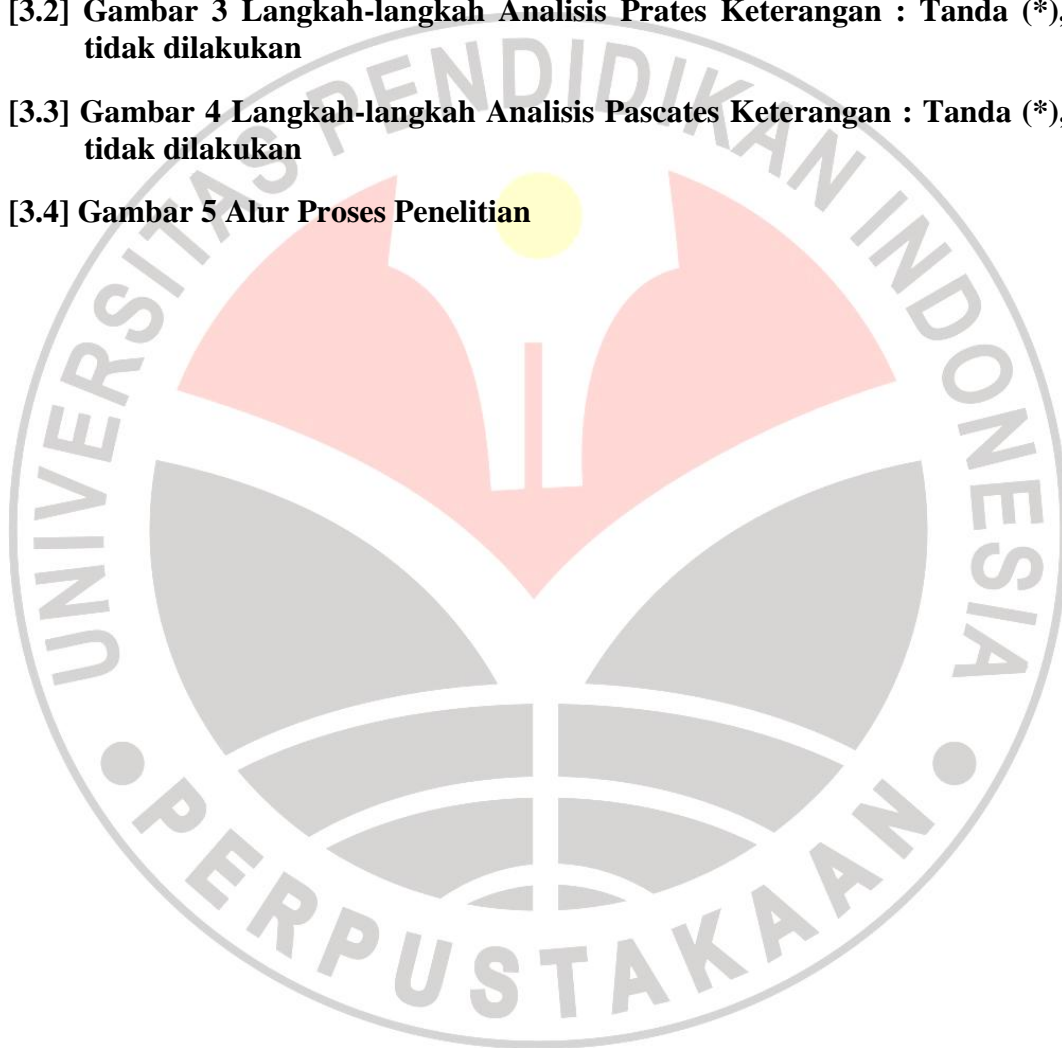 [3.2] Gambar 3 Langkah-langkah Analisis Prates Keterangan : Tanda (*),
tidak dilakukan
[3.3] Gambar 4 Langkah-langkah Analisis Pascates Keterangan : Tanda (*),
tidak dilakukan
[3.4] Gambar 5 Alur Proses Penelitian
UNIVERSITAS PENDIDIKAN INDONESIA
PERPUSTAKAAN